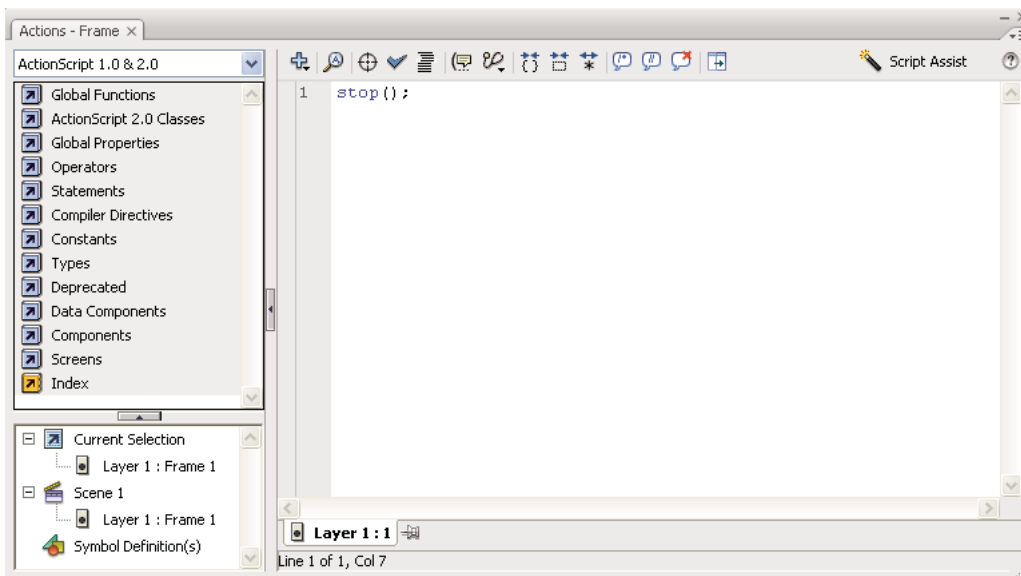 Actions - Frame
ActionScript 1.0 & 2.0
Script Assist
Global Functions
ActionScript 2.0 Classes
Global Properties
Operators
Statements
Compiler Directives
Constants
Types
Deprecated
Data Components
Components
Screens
Index
Current Selection
Layer 1 : Frame 1
Scene 1
Layer 1 : Frame 1
Symbol Definition(s)
1 stop();
Layer 1 : 1
Line 1 of 1, Col 7